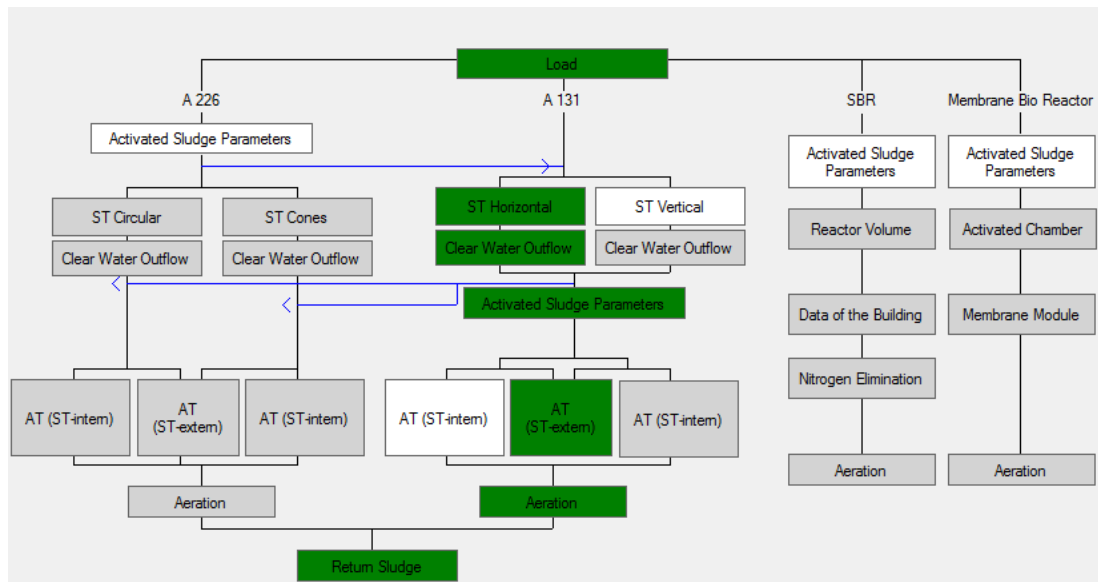 Load
A 226
A 131
SBR
Membrane Bio Reactor
Activated Sludge Parameters
Activated Sludge
Parameters
Activated Sludge
Parameters
ST Circular
ST Cones
ST Horizontal
ST Vertical
Reactor Volume
Activated Chamber
Clear Water Outflow
Clear Water Outflow
Clear Water Outflow
Clear Water Outflow
Activated Sludge Parameters
Data of the Building
Membrane Module
Nitrogen Elimination
AT (ST-intern)
AT
(ST-extern)
AT (ST-intern)
AT (ST-intern)
AT
(ST-extern)
AT (ST-intern)
Aeration
Aeration
Aeration
Aeration
Return Sludge